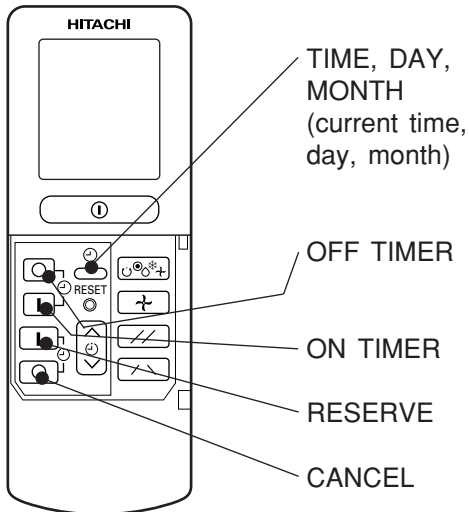 HITACHI
TIME, DAY,
MONTH
(current time,
day, month)
RESET
OFF TIMER
ON TIMER
RESERVE
CANCEL